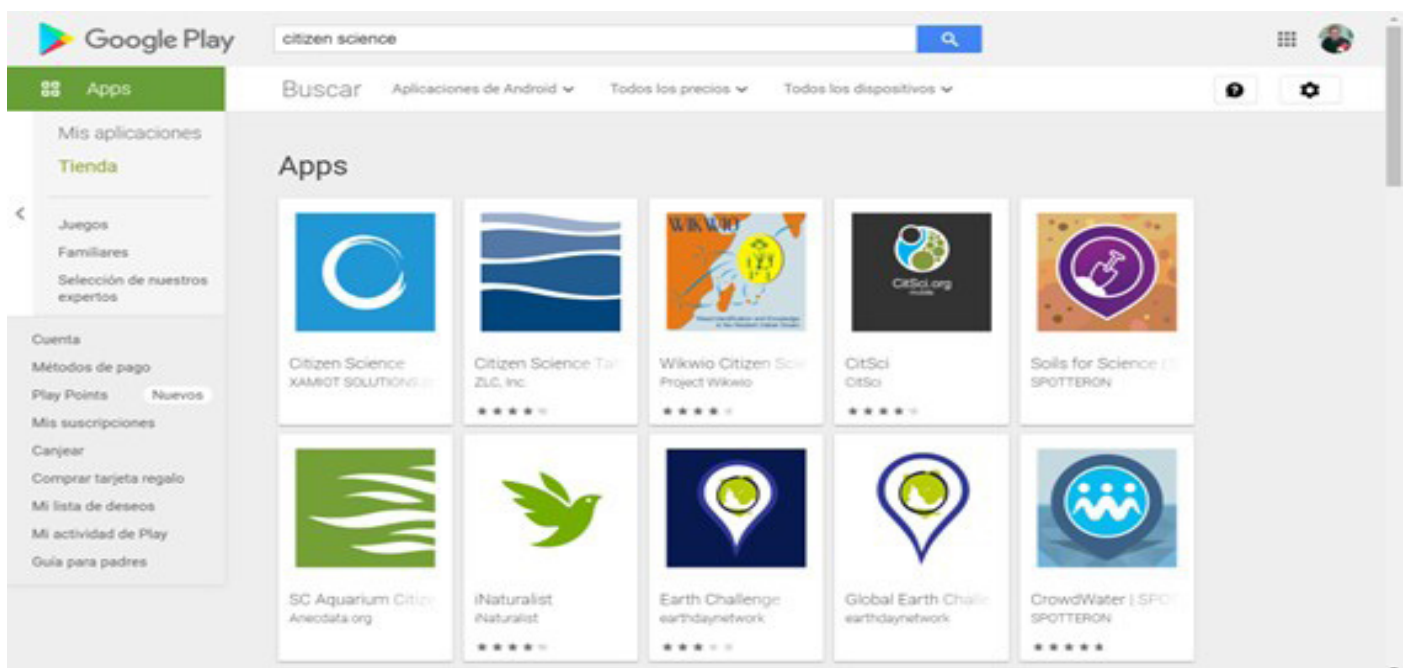 Google Play
citizen science
Apps
Buscar
Aplicaciones de Android
Todos los precios
Todos los dispositivos
Mis aplicaciones
Tienda
Juegos
Familiares
Selección de nuestros
expertos
Cuenta
Métodos de pago
Play Points Nuevos
Mis suscripciones
Canjear
Comprar tarjeta regalo
Mi lista de deseos
Mi actividad de Play
Guía para padres
Apps
WIKWIO
CitSci.org
Citizen Science
XAMIOT SOLUTIONS
Citizen Science
ZLC, Inc.
Wikwio Citizen
Project Wikwio
CitSci
CitSci
Soils for Science
SPOTTERON
SC Aquarium
Anecdata.org
iNaturalist
iNaturalist
Earth Challenge
earthdaynetwork
Global Earth
earthdaynetwork
CrowdWater |
SPOTTERON